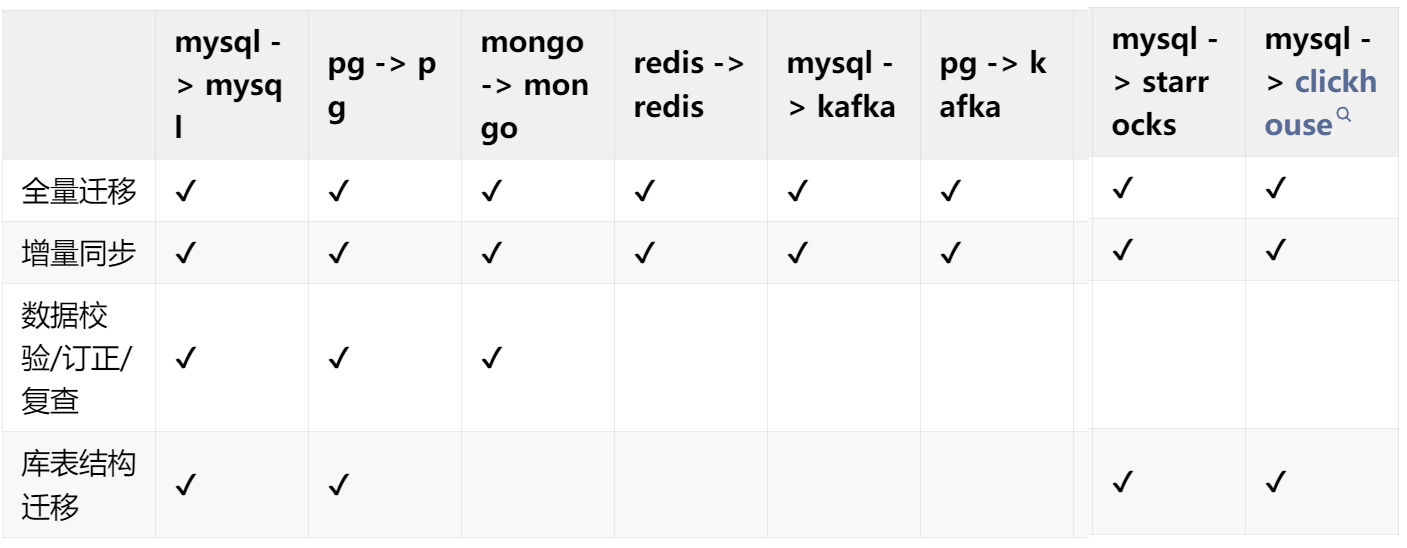 mysql -> mysql
pg -> pg
mongo -> mongo
redis -> redis
mysql -> kafka
pg -> kafka
mysql -> starrocks
mysql -> clickhouse
全量迁移 ✓ ✓ ✓ ✓ ✓ ✓ ✓ ✓
增量同步 ✓ ✓ ✓ ✓ ✓ ✓ ✓ ✓
数据校验/订正/复查 ✓ ✓ ✓
库表结构迁移 ✓ ✓ ✓ ✓